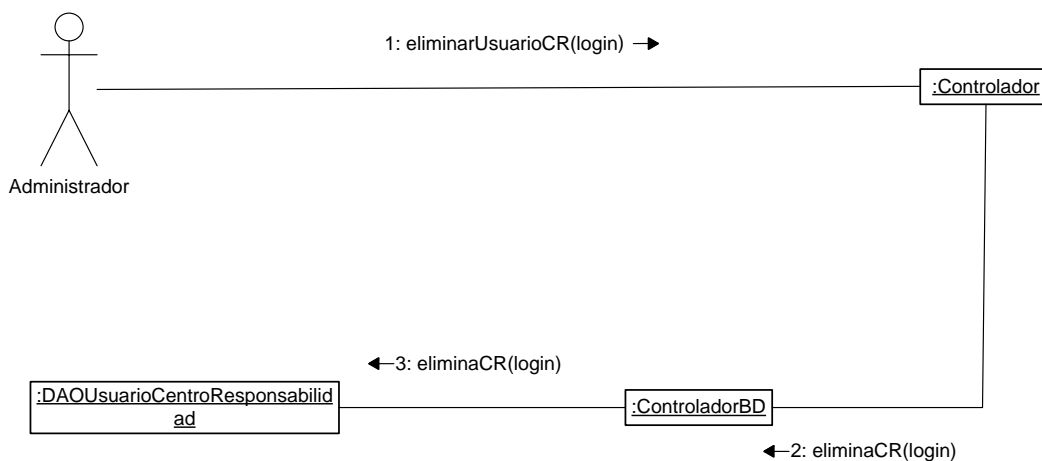 1: eliminarUsuarioCR(login)
:Controlador
Administrador
3: eliminaCR(login)
:DAOUsuarioCentroResponsabilid
ad
:ControladorBD
2: eliminaCR(login)